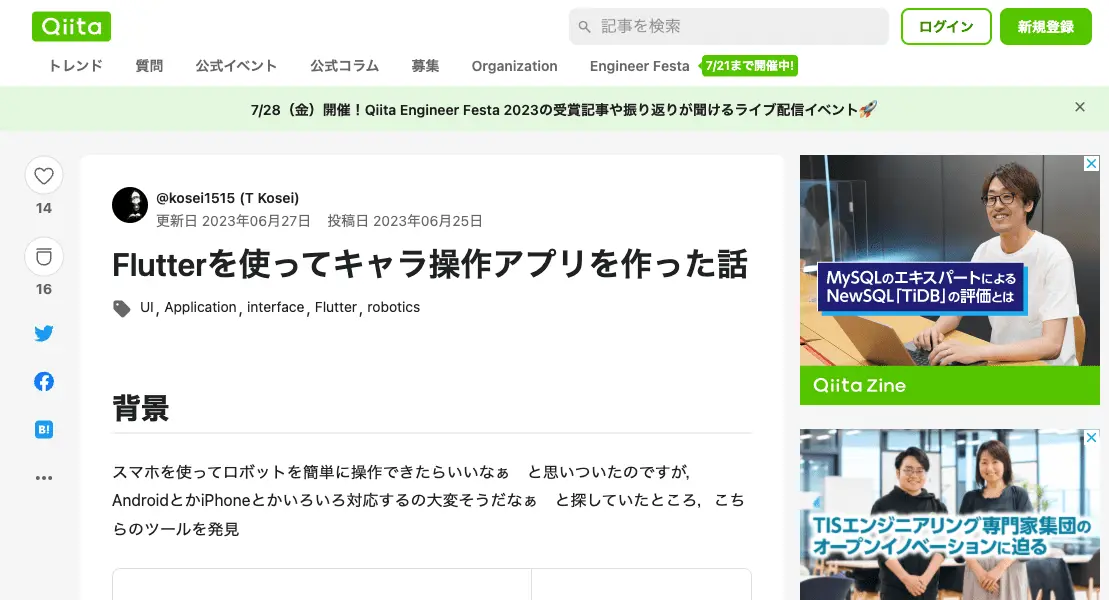 Qiita
記事を検索
ログイン
新規登録
トレンド
質問
公式イベント
公式コラム
募集
Organization
Engineer Festa
7/21まで開催中!
7/28（金）開催！Qiita Engineer Festa 2023の受賞記事や振り返りが聞けるライブ配信イベント🚀
14
16
B!
@kosei1515 (T Kosei)
更新日 2023年06月27日 投稿日 2023年06月25日
Flutterを使ってキャラ操作アプリを作った話
UI, Application, interface, Flutter, robotics
背景
スマホを使ってロボットを簡単に操作できたらいいなぁ　と思いついたのですが，
AndroidとかiPhoneとかいろいろ対応するの大変そうだなぁ　と探していたところ，こち
らのツールを発見
MySQLのエキスパートによる
NewSQL「TiDB」の評価とは
Qiita Zine
TISエンジニアリング専門家集団の
オープンイノベーションに迫る